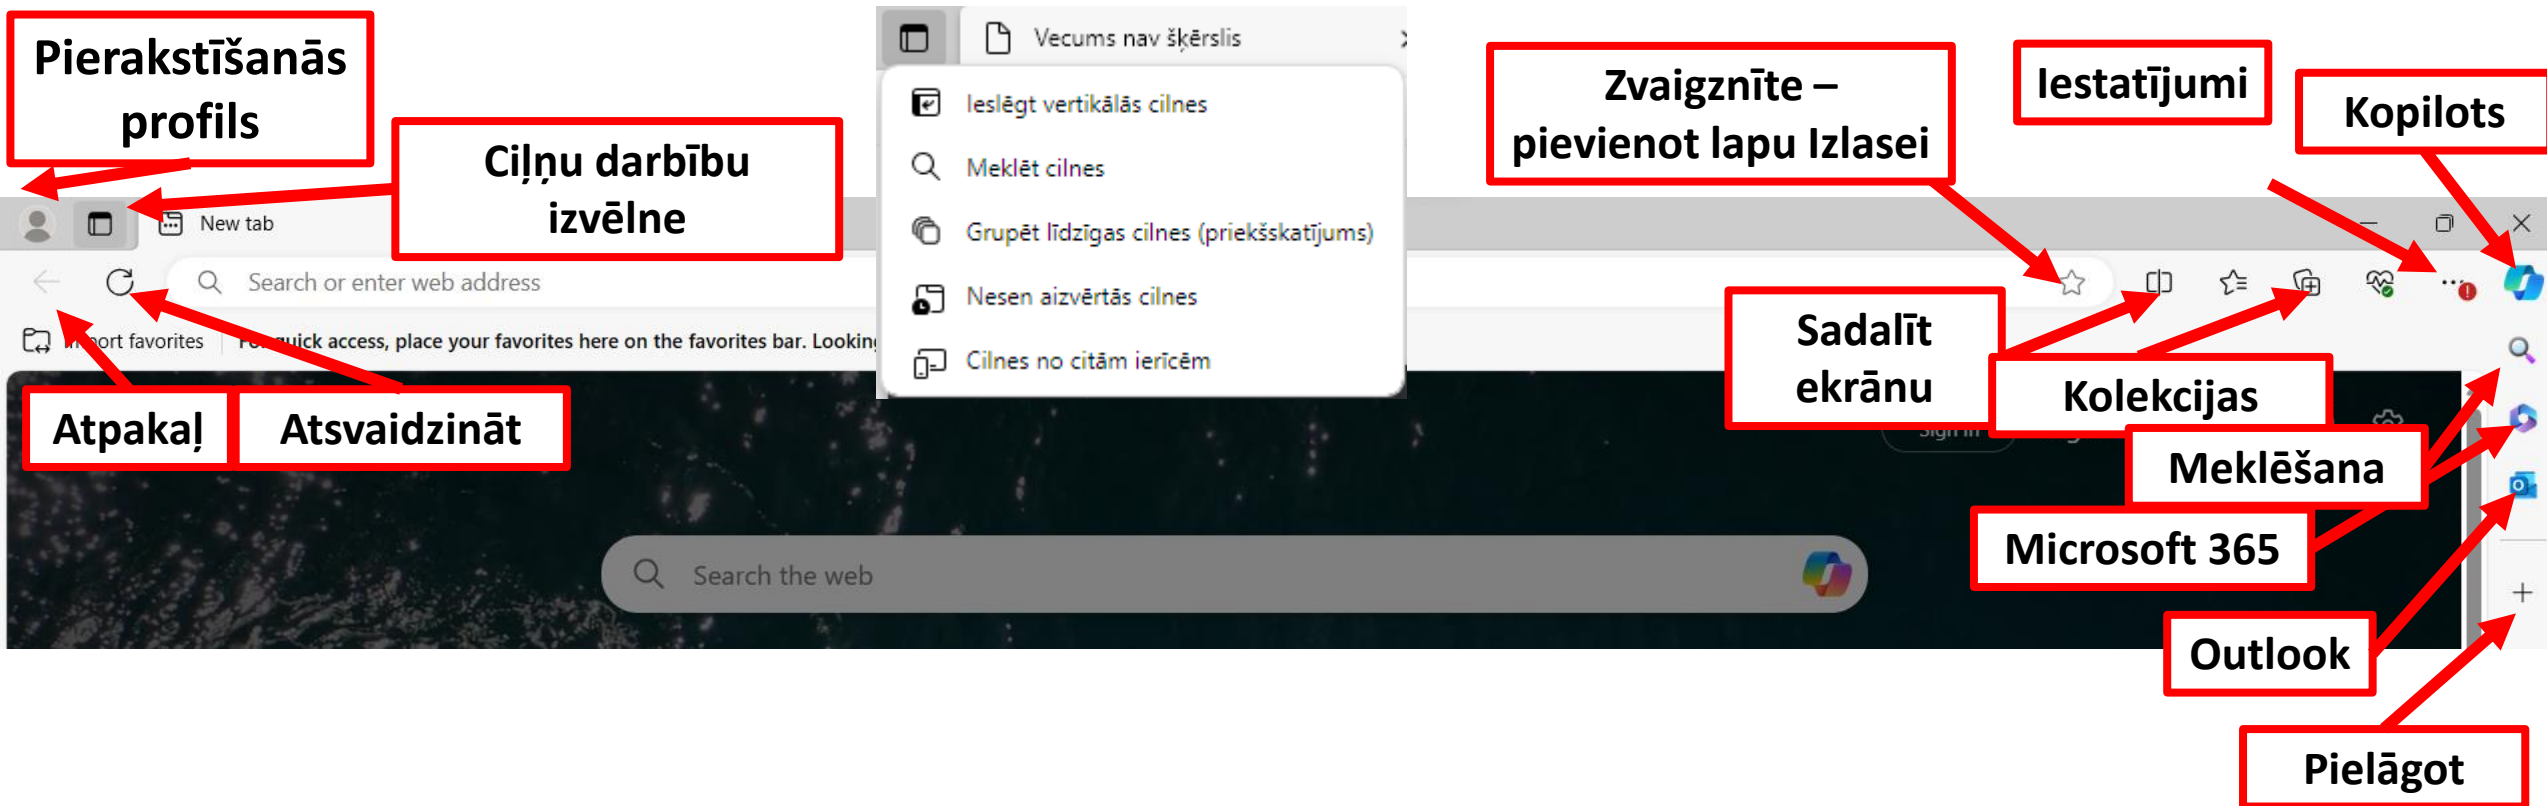 Pierakstīšanās
profils
Ciļņu darbību
izvēlne
Vecums nav šķērslis
Ieslēgt vertikālās cilnes
Meklēt cilnes
Grupēt līdzīgas cilnes (priekšskatījums)
Nesen aizvērtās cilnes
Cilnes no citām ierīcēm
Zvaigznīte –
pievienot lapu Izlasei
Iestatījumi
Kopilots
New tab
Search or enter web address
favorites
quick access, place your favorites here on the favorites bar.
Atpakaļ
Atsvaidzināt
Sadalīt
ekrānu
Kolekcijas
Meklēšana
Microsoft 365
Search the web
Outlook
Pielāgot